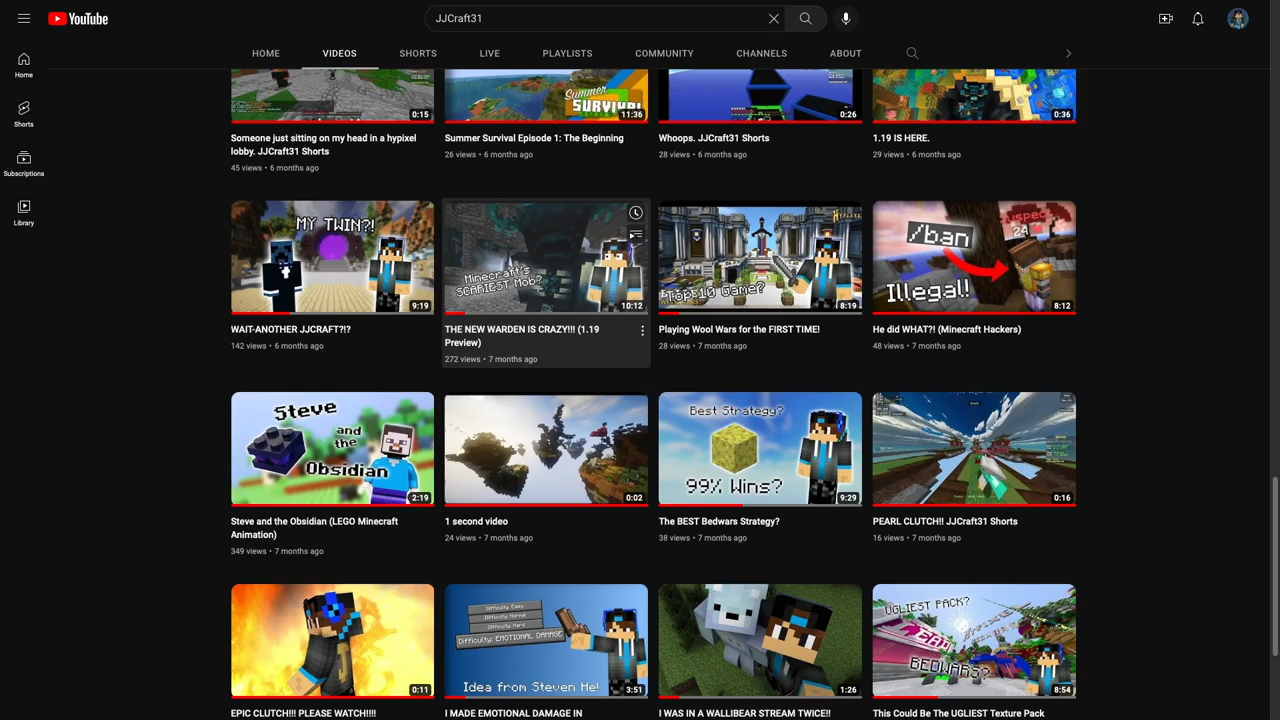 YouTube
JJCraft31
HOME
VIDEOS
SHORTS
LIVE
PLAYLISTS
COMMUNITY
CHANNELS
ABOUT
Home
Shorts
Subscriptions
Library
0:15
Someone just sitting on my head in a hypixel
lobby. JJCraft31 Shorts
45 views • 6 months ago
Summer
SURVIVAL
11:36
Summer Survival Episode 1: The Beginning
26 views • 6 months ago
0:26
Whoops. JJCraft31 Shorts
28 views • 6 months ago
0:36
1.19 IS HERE.
29 views • 6 months ago
MY TWIN?!
9:19
WAIT-ANOTHER JJCRAFT?!?
142 views • 6 months ago
Minecraft's
SCARIEST Mob?
10:12
THE NEW WARDEN IS CRAZY!!! (1.19
Preview)
272 views • 7 months ago
Top 10 Game?
8:19
Playing Wool Wars for the FIRST TIME!
28 views • 7 months ago
/ban
Illegal!
8:12
He did WHAT?! (Minecraft Hackers)
48 views • 7 months ago
Steve
and
the
Obsidian
2:19
Steve and the Obsidian (LEGO Minecraft
Animation)
349 views • 7 months ago
0:02
1 second video
24 views • 7 months ago
Best Strategy?
99% Wins?
9:29
The BEST Bedwars Strategy?
38 views • 7 months ago
0:16
PEARL CLUTCH!! JJCraft31 Shorts
16 views • 7 months ago
0:11
EPIC CLUTCH!!! PLEASE WATCH!!!!
Difficulty: Easy
Difficulty: Normal
Difficulty: Hard
Difficulty: EMOTIONAL DAMAGE
Idea from Steven He!
3:51
I MADE EMOTIONAL DAMAGE IN
1:26
I WAS IN A WALLIBEAR STREAM TWICE!!
UGLIEST PACK?
BEDWARS?
8:54
This Could Be The UGLIEST Texture Pack